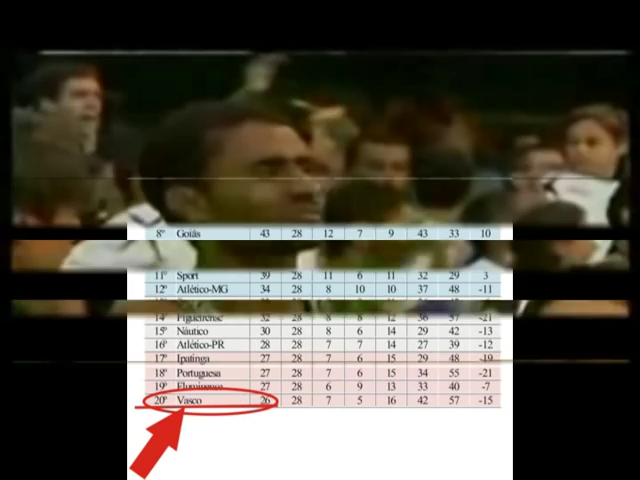 8º Goiás 43 28 12 7 9 43 33 10
11º Sport 39 28 11 6 11 32 29 3
12º Atlético-MG 34 28 8 10 10 37 48 -11
14º Figueirense 32 28 8 8 12 36 57 -21
15º Náutico 30 28 8 6 14 29 42 -13
16º Atlético-PR 28 28 7 7 14 27 39 -12
17º Ipatinga 27 28 7 6 15 29 48 -19
18º Portuguesa 27 28 7 6 15 34 55 -21
19º Fluminense 27 28 6 9 13 33 40 -7
20º Vasco 26 28 7 5 16 42 57 -15